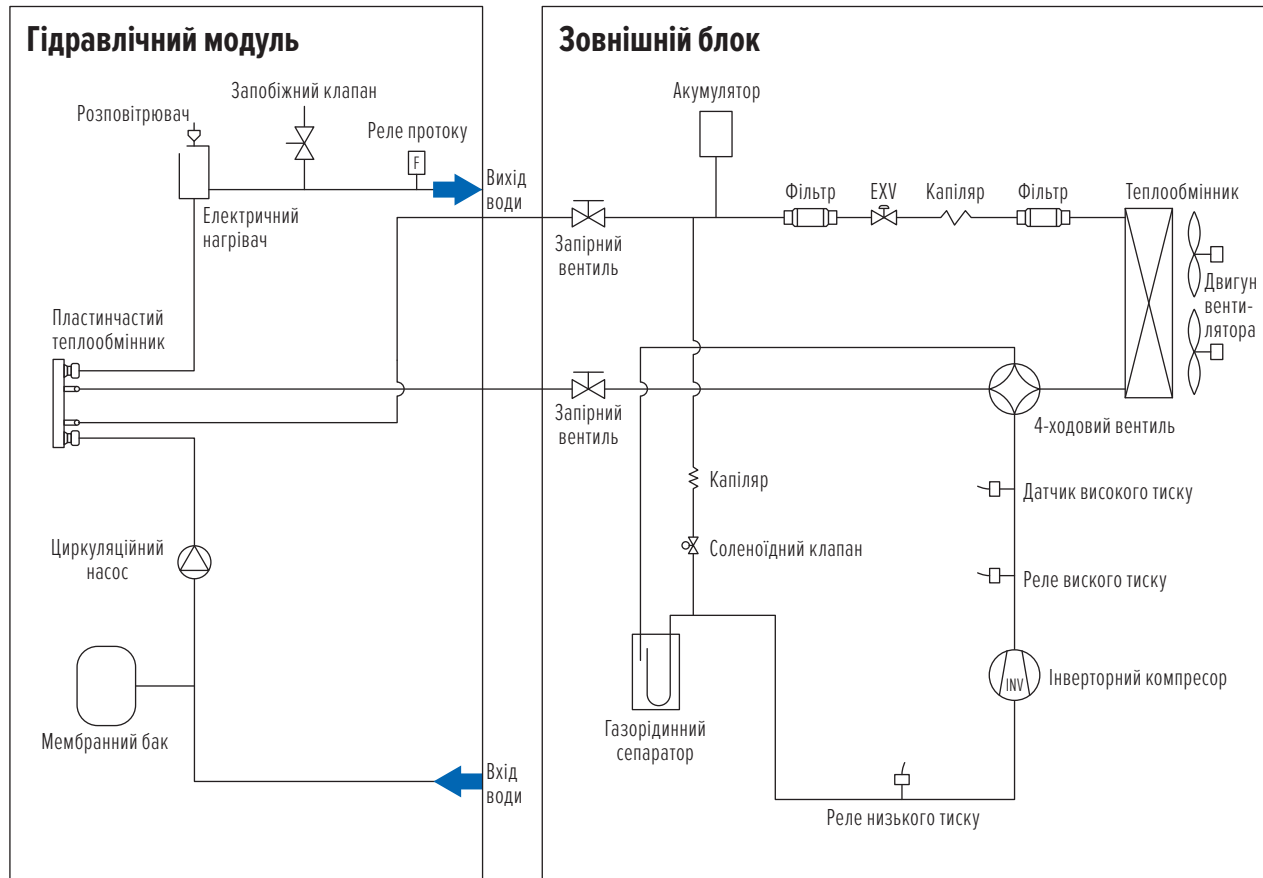 Гідравлічний модуль
Розповітрювач
Запобіжний клапан
Реле протоку
F
Вихід
води
Електричний
нагрівач
Пластинчастий
теплообмінник
Циркуляційний
насос
Мембранний бак
Вхід
води
Зовнішній блок
Акумулятор
Фільтр
EXV
Капіляр
Фільтр
Теплообмінник
Запірний
вентиль
Двигун
венти-
лятора
Запірний
вентиль
4-ходовий вентиль
Капіляр
Датчик високого тиску
Соленоїдний клапан
Реле виского тиску
INV
Інверторний компресор
Газорідинний
сепаратор
Реле низького тиску